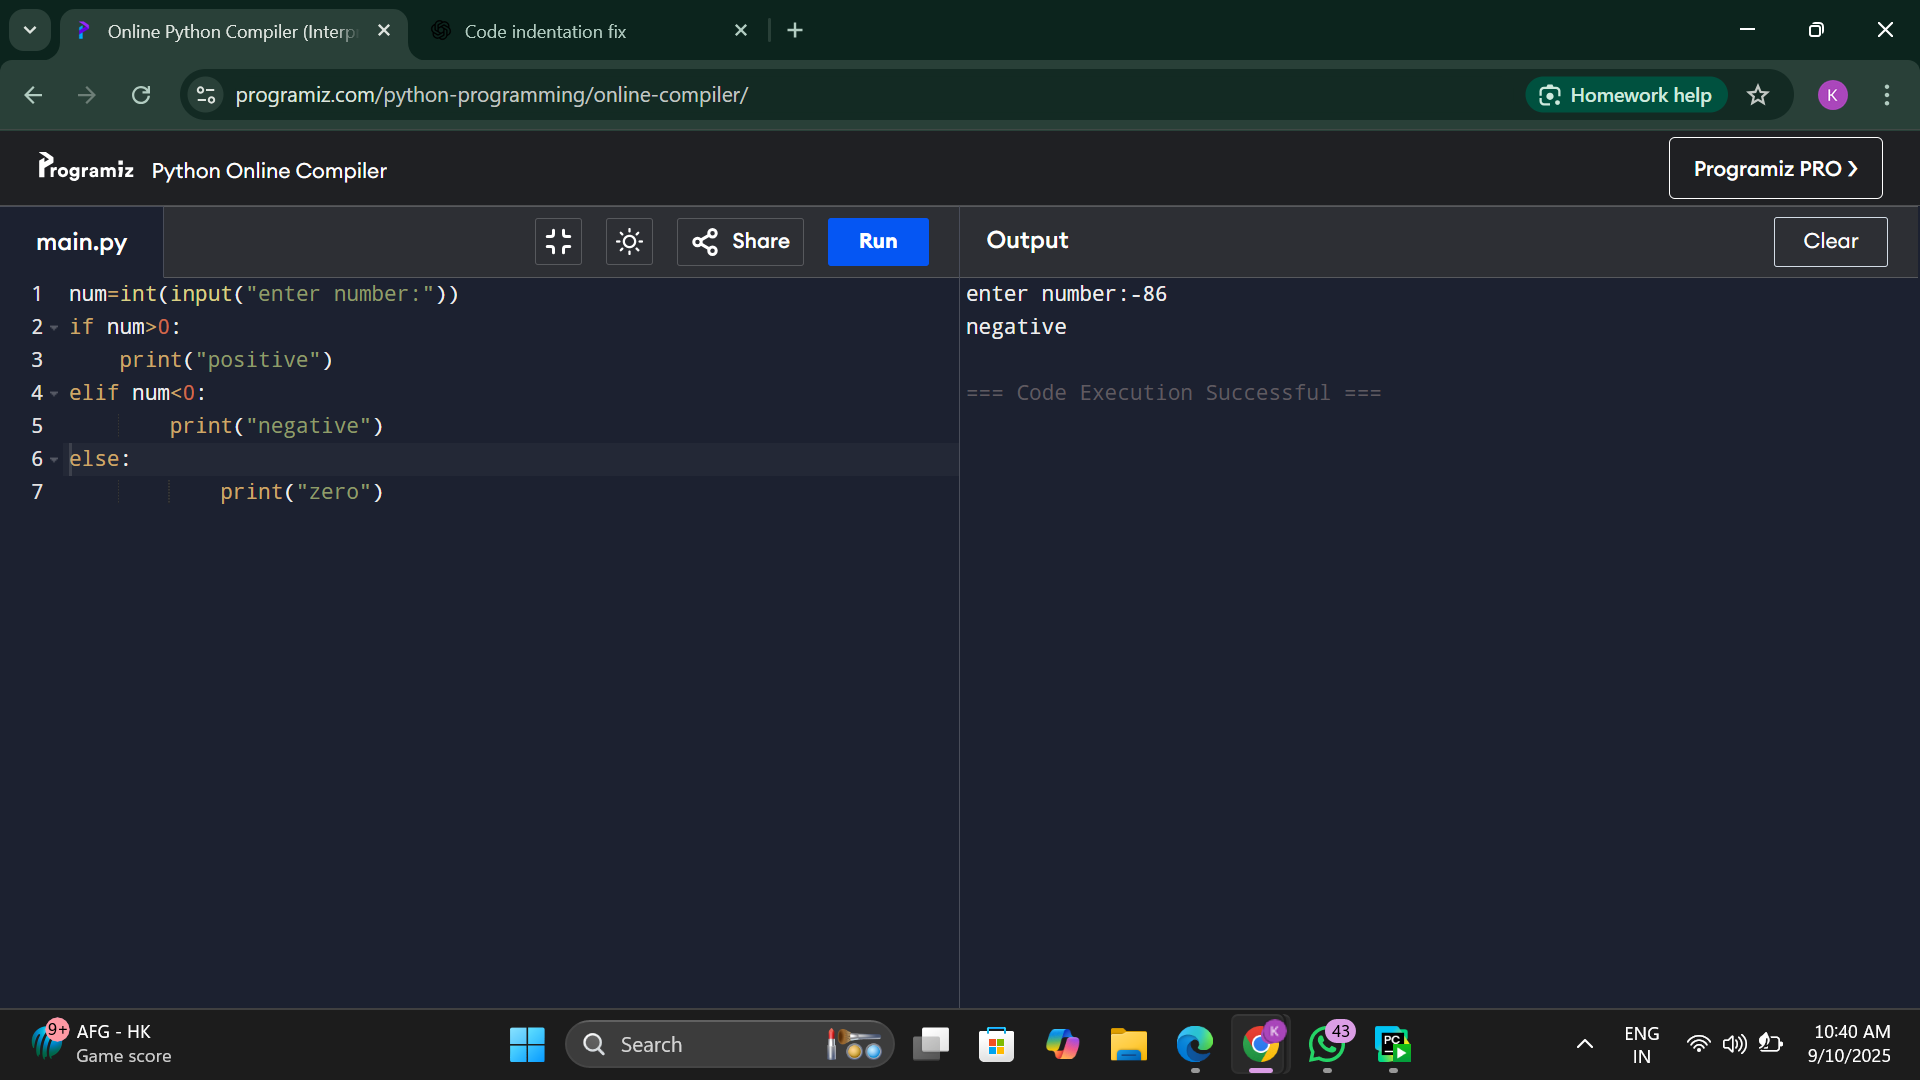 Online Python Compiler (Interp
Code indentation fix
programiz.com/python-programming/online-compiler/
Homework help
K
Programiz
Python Online Compiler
Programiz PRO
main.py
Share
Run
Output
Clear
1 num=int(input("enter number:"))
2 if num>0:
3     print("positive")
4 elif num<0:
5         print("negative")
6 else:
7             print("zero")
enter number:-86
negative
=== Code Execution Successful ===
9+
AFG - HK
Game score
Search
K
43
PC
ENG
IN
10:40 AM
9/10/2025